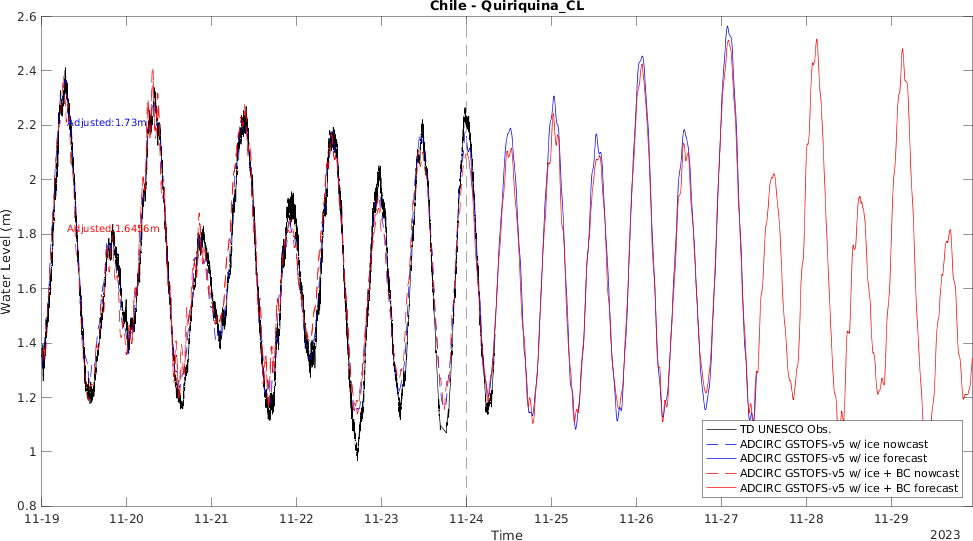 Chile - Quiriquina_CL
2.6
2.4
2.2
2
1.8
1.6
1.4
1.2
1
0.8
Water Level (m)
Adjusted:1.73m
Adjusted:1.6456m
TD UNESCO Obs.
ADCIRC GSTOFS-v5 w/ ice nowcast
ADCIRC GSTOFS-v5 w/ ice forecast
ADCIRC GSTOFS-v5 w/ ice + BC nowcast
ADCIRC GSTOFS-v5 w/ ice + BC forecast
11-19 11-20 11-21 11-22 11-23 11-24 11-25 11-26 11-27 11-28 11-29
Time
2023